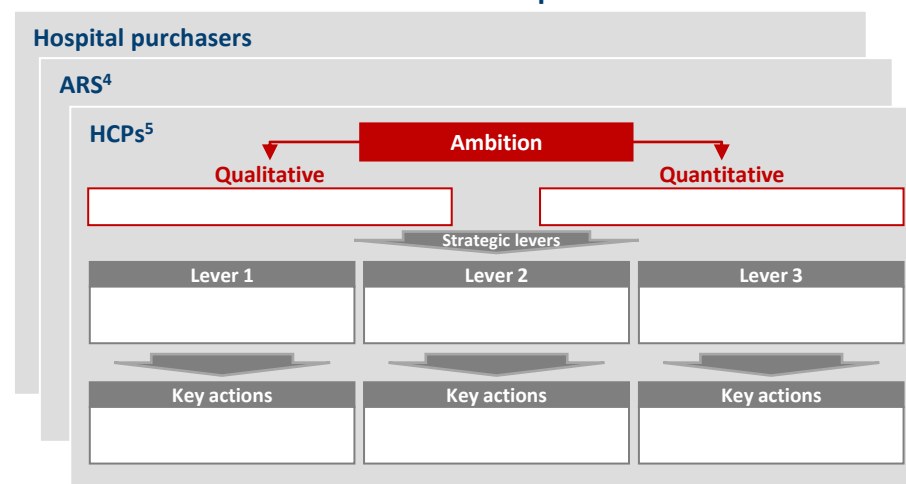 Hospital purchasers
ARS⁴
HCPs⁵
Ambition
Qualitative
Quantitative
Strategic levers
Lever 1
Lever 2
Lever 3
Key actions
Key actions
Key actions